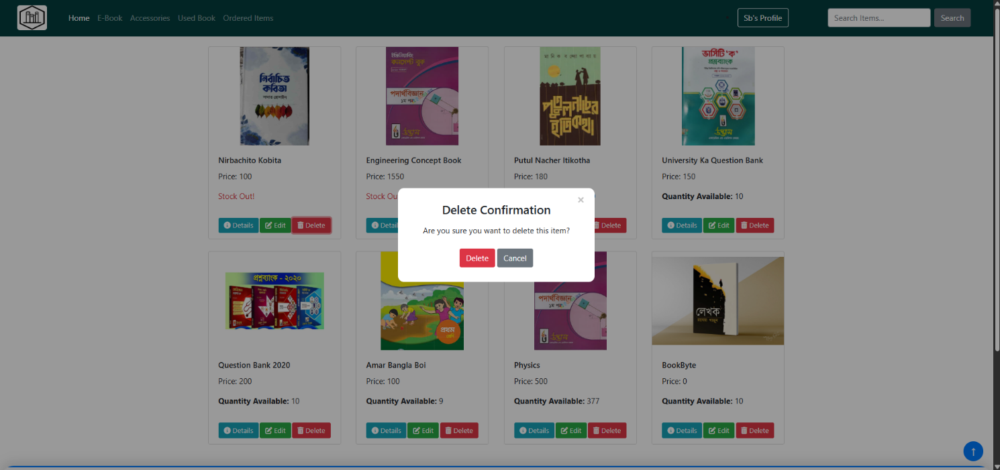 Home E-Book Accessories Used Book Ordered Items Sb's Profile Search Items... Search
নির্বাচিত
কবিতা
সাদাত হোসাইন
ইঞ্জিনিয়ারিং
কনসেপ্ট বুক
পদার্থবিজ্ঞান
১ম পত্র
উদ্ভাস
মানিক বন্দ্যোপাধ্যায়
পুতুলনাচের
ইতিকথা
ভার্সিটি 'ক'
প্রশ্নব্যাংক
উদ্ভাস
Nirbachito Kobita
Price: 100
Stock Out!
Details Edit Delete
Engineering Concept Book
Price: 1550
Stock Ou
Detail
Putul Nacher Itikotha
Price: 180
Delete
University Ka Question Bank
Price: 150
Quantity Available: 10
Details Edit Delete
×
Delete Confirmation
Are you sure you want to delete this item?
Delete Cancel
প্রশ্নব্যাংক - ২০২০
প্রথম
শ্রেণি
পদার্থবিজ্ঞান
১ম পত্র
উদ্ভাস
লেখক
Question Bank 2020
Price: 200
Quantity Available: 10
Details Edit Delete
Amar Bangla Boi
Price: 100
Quantity Available: 9
Details Edit Delete
Physics
Price: 500
Quantity Available: 377
Details Edit Delete
BookByte
Price: 0
Quantity Available: 10
Details Edit Delete